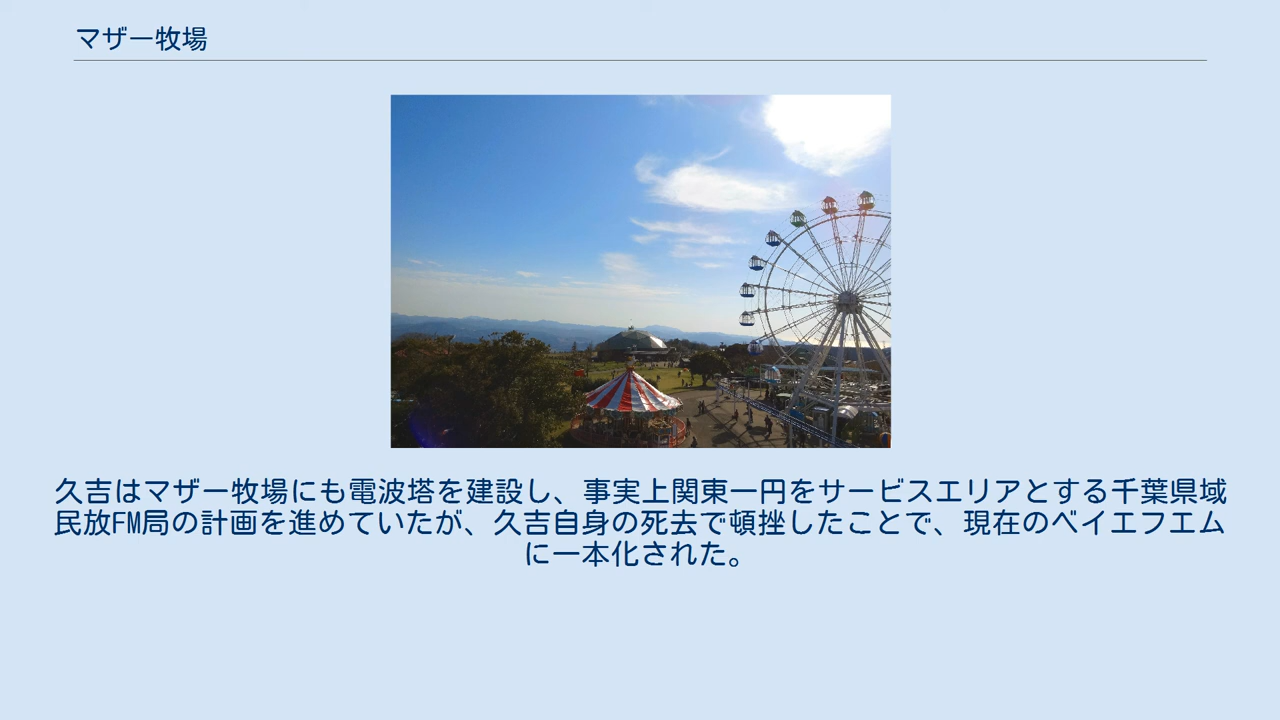 マザー牧場
久吉はマザー牧場にも電波塔を建設し、事実上関東一円をサービスエリアとする千葉県域
民放FM局の計画を進めていたが、久吉自身の死去で頓挫したことで、現在のベイエフエム
に一本化された。